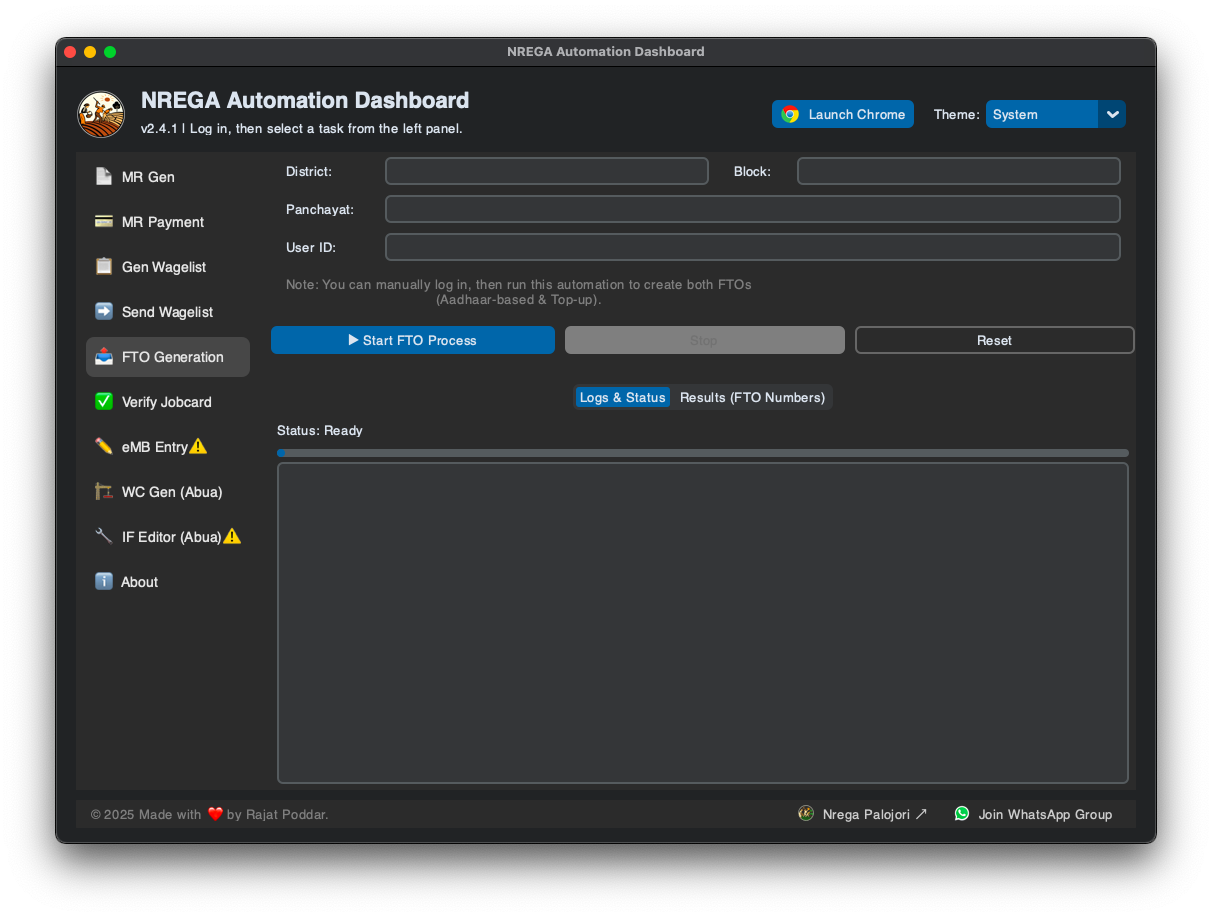 NREGA Automation Dashboard
NREGA Automation Dashboard
v2.4.1 | Log in, then select a task from the left panel.
Launch Chrome
Theme: System
MR Gen
MR Payment
Gen Wagelist
Send Wagelist
FTO Generation
Verify Jobcard
eMB Entry⚠️
WC Gen (Abua)
IF Editor (Abua)⚠️
About
District:
Block:
Panchayat:
User ID:
Note: You can manually log in, then run this automation to create both FTOs
(Aadhaar-based & Top-up).
▶ Start FTO Process
Stop
Reset
Logs & Status
Results (FTO Numbers)
Status: Ready
© 2025 Made with ❤️ by Rajat Poddar.
Nrega Palojori ↗
Join WhatsApp Group